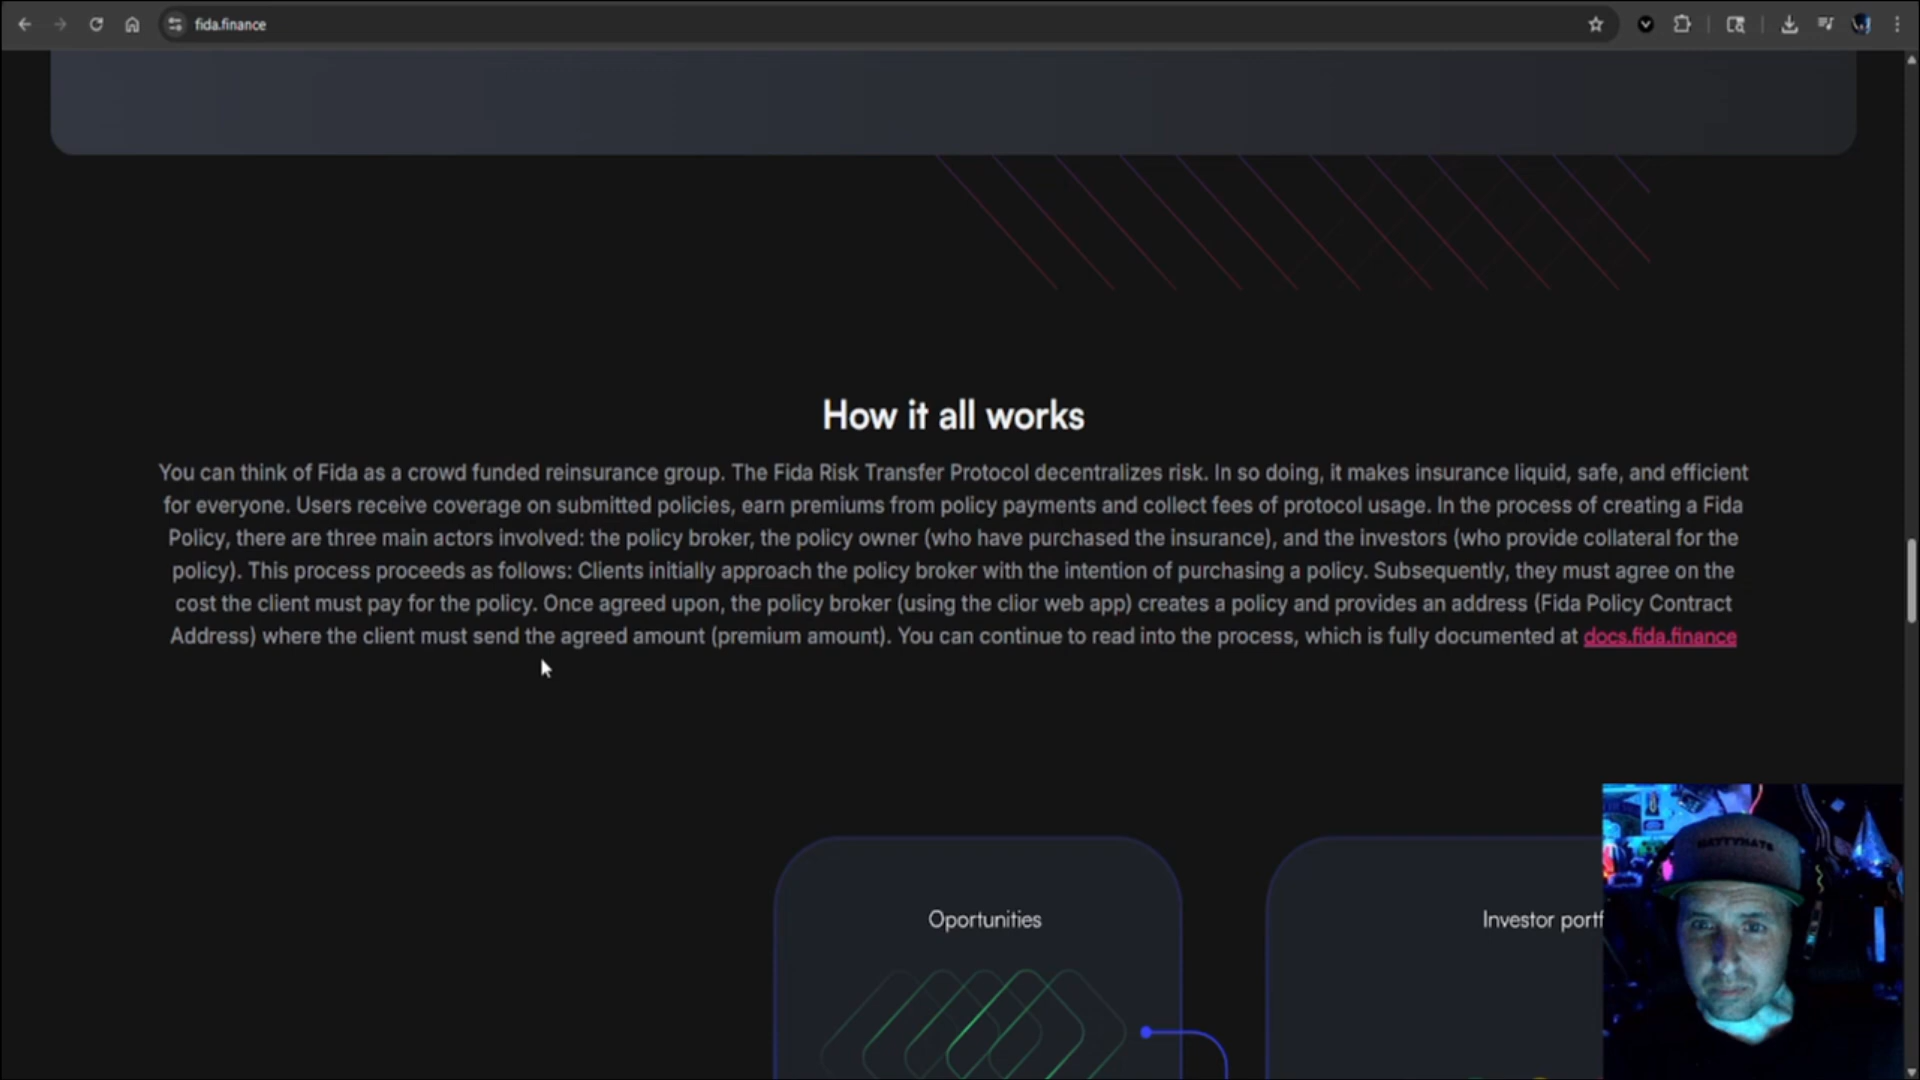 fida.finance
How it all works
You can think of Fida as a crowd funded reinsurance group. The Fida Risk Transfer Protocol decentralizes risk. In so doing, it makes insurance liquid, safe, and efficient
for everyone. Users receive coverage on submitted policies, earn premiums from policy payments and collect fees of protocol usage. In the process of creating a Fida
Policy, there are three main actors involved: the policy broker, the policy owner (who have purchased the insurance), and the investors (who provide collateral for the
policy). This process proceeds as follows: Clients initially approach the policy broker with the intention of purchasing a policy. Subsequently, they must agree on the
cost the client must pay for the policy. Once agreed upon, the policy broker (using the clior web app) creates a policy and provides an address (Fida Policy Contract
Address) where the client must send the agreed amount (premium amount). You can continue to read into the process, which is fully documented at docs.fida.finance
Oportunities
Investor portf